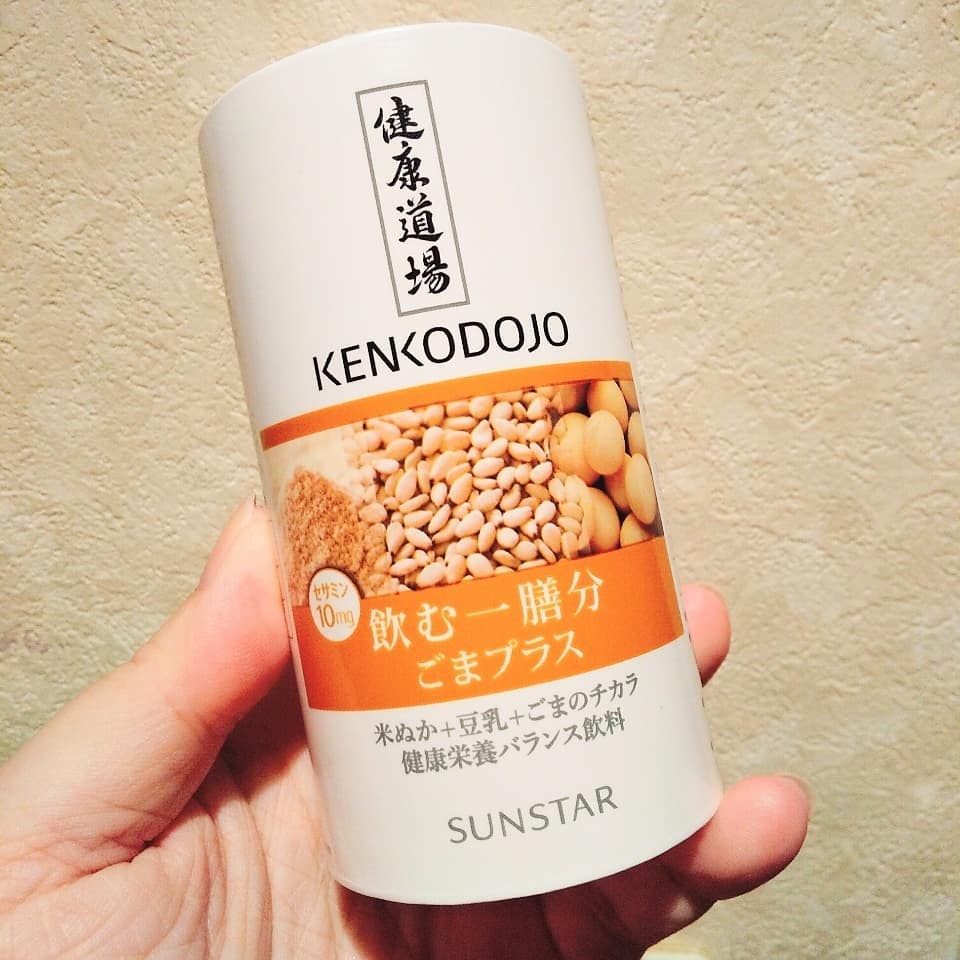 健康道場
KENKODOJO
セサミン
10mg
飲む一膳分
ごまプラス
米ぬか+豆乳+ごまのチカラ
健康栄養バランス飲料
SUNSTAR